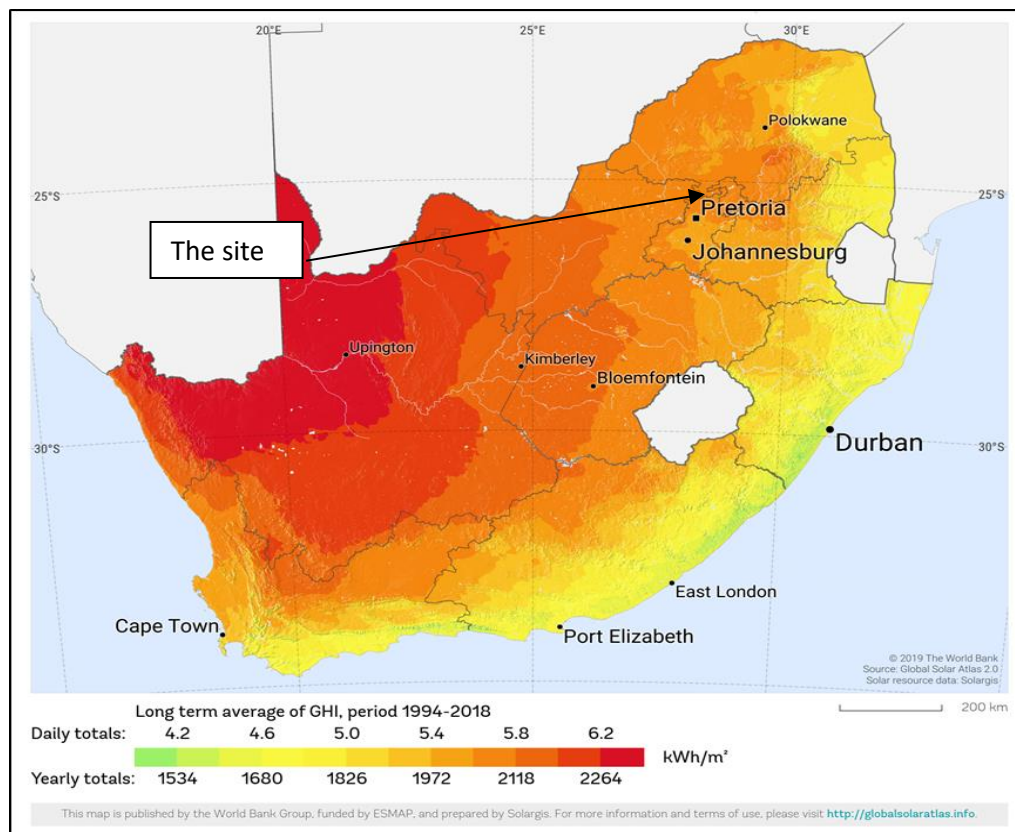 20°E 25°E 30°E
Polokwane
25°S 25°S
Pretoria
The site
Johannesburg
Upington
Kimberley
Bloemfontein
Durban
30°S 30°S
East London
Cape Town
Port Elizabeth
© 2019 The World Bank
Source: Global Solar Atlas 2.0
Solar resource data: Solargis
Long term average of GHI, period 1994-2018
200 km
Daily totals: 4.2 4.6 5.0 5.4 5.8 6.2
kWh/m²
Yearly totals: 1534 1680 1826 1972 2118 2264
This map is published by the World Bank Group, funded by ESMAP, and prepared by Solargis. For more information and terms of use, please visit http://globalsolaratlas.info.